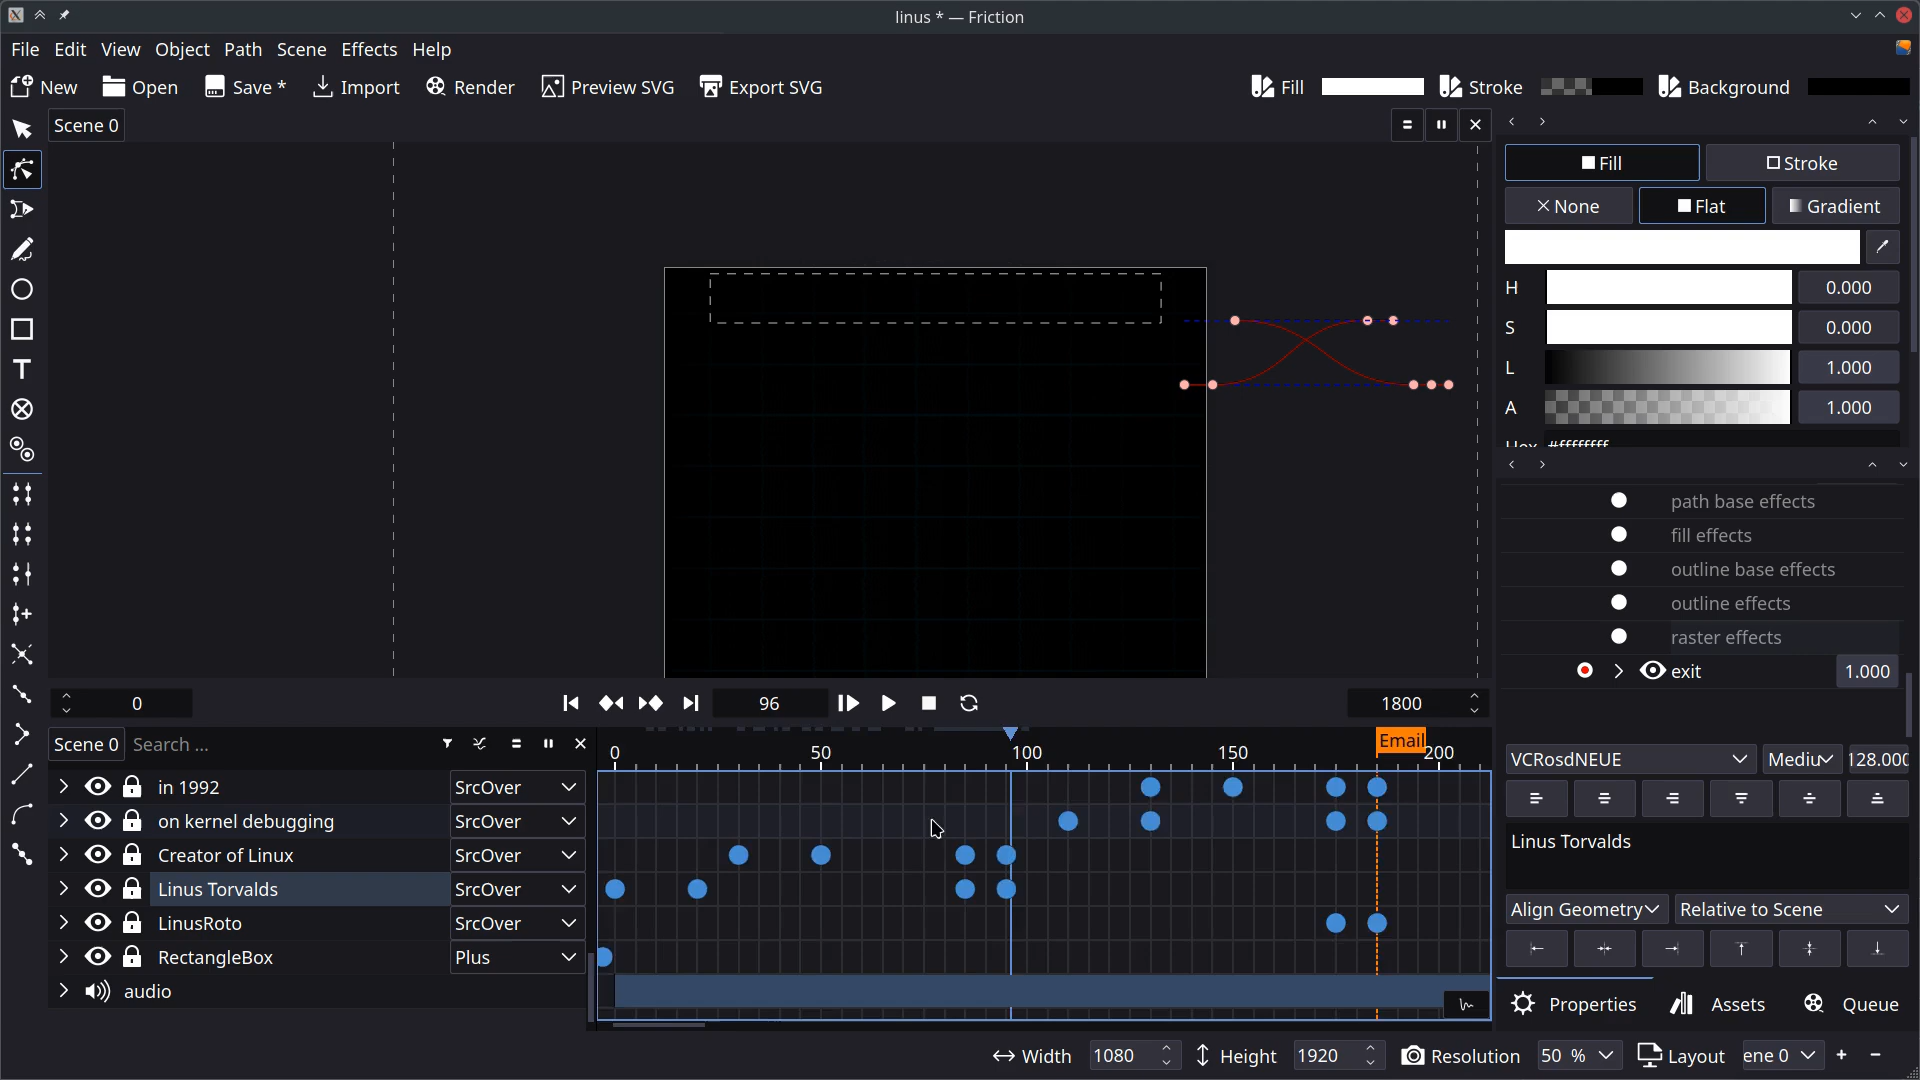 linus * — Friction
File Edit View Object Path Scene Effects Help
New Open Save * Import Render Preview SVG Export SVG Fill Stroke Background
Scene 0
Fill Stroke
None Flat Gradient
H 0.000
S 0.000
L 1.000
A 1.000
Hex #ffffffff
path base effects
fill effects
outline base effects
outline effects
raster effects
exit 1.000
0 96 1800
Scene 0 Search ...
0 50 100 150 Email 200
in 1992 SrcOver
on kernel debugging SrcOver
Creator of Linux SrcOver
Linus Torvalds SrcOver
LinusRoto SrcOver
RectangleBox Plus
audio
VCRosdNEUE Mediu 128.000
Linus Torvalds
Align Geometry Relative to Scene
Properties Assets Queue
Width 1080 Height 1920 Resolution 50 % Layout ene 0